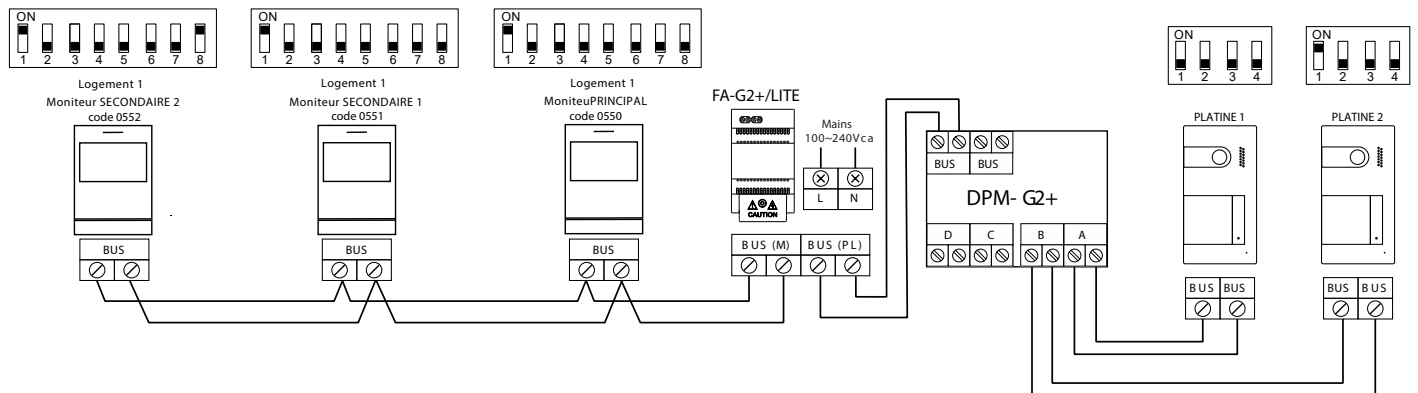 ON
1 2 3 4 5 6 7 8
Logement 1
Moniteur SECONDAIRE 2
code 0552
BUS
ON
1 2 3 4 5 6 7 8
Logement 1
Moniteur SECONDAIRE 1
code 0551
BUS
ON
1 2 3 4 5 6 7 8
Logement 1
MoniteuPRINCIPAL
code 0550
BUS
FA-G2+/LITE
CAUTION
Mains
100~240Vca
L N
BUS (M) BUS (PL)
BUS BUS
DPM- G2+
D C B A
ON
1 2 3 4
PLATINE 1
BUS BUS
ON
1 2 3 4
PLATINE 2
BUS BUS